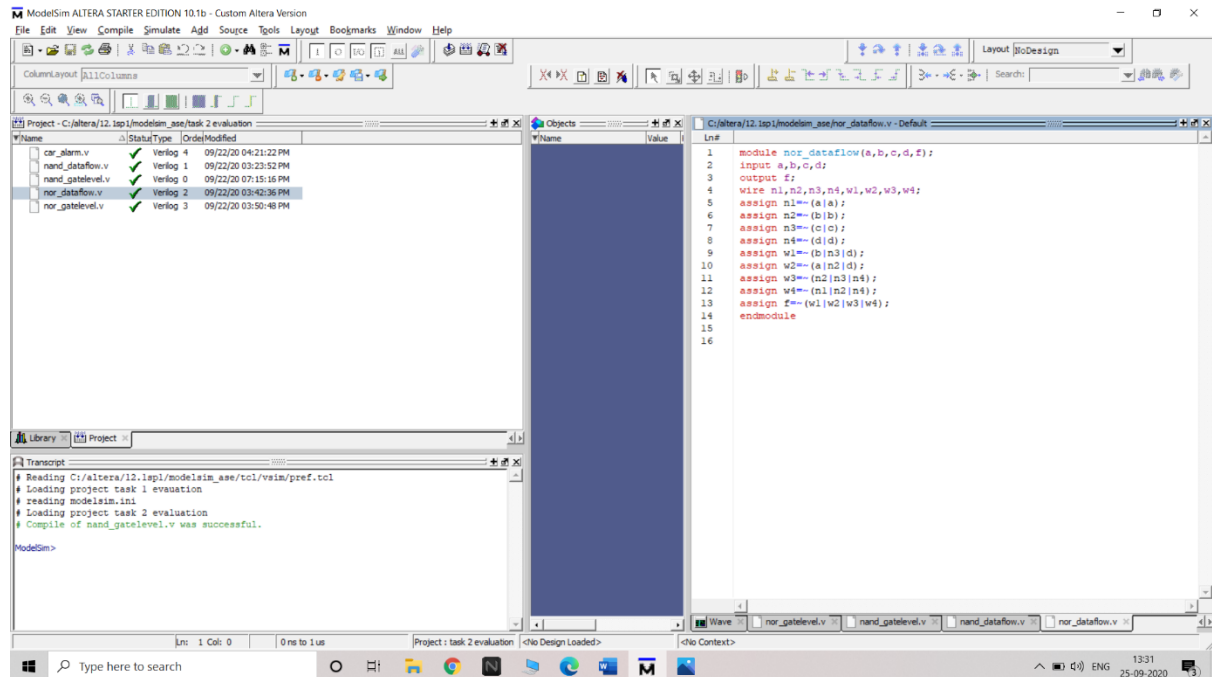 ModelSim ALTERA STARTER EDITION 10.1b - Custom Altera Version
File Edit View Compile Simulate Add Source Tools Layout Bookmarks Window Help
Layout NoDesign
ColumnLayout AllColumns
Search:
Project - C:/altera/12.1sp1/modelsim_ase/task 2 evaluation
Name Status Type Order Modified
car_alarm.v Verilog 4 09/22/20 04:21:22 PM
nand_dataflow.v Verilog 1 09/22/20 03:23:52 PM
nand_gatelevel.v Verilog 0 09/22/20 07:15:16 PM
nor_dataflow.v Verilog 2 09/22/20 03:42:36 PM
nor_gatelevel.v Verilog 3 09/22/20 03:50:48 PM
Library Project
Transcript
# Reading C:/altera/12.1sp1/modelsim_ase/tcl/vsim/pref.tcl
# Loading project task 1 evauation
# reading modelsim.ini
# Loading project task 2 evaluation
# Compile of nand_gatelevel.v was successful.
ModelSim>
Objects
Name Value
C:/altera/12.1sp1/modelsim_ase/nor_dataflow.v - Default
Ln#
1 module nor_dataflow(a,b,c,d,f);
2 input a,b,c,d;
3 output f;
4 wire n1,n2,n3,n4,w1,w2,w3,w4;
5 assign n1=~(a|a);
6 assign n2=~(b|b);
7 assign n3=~(c|c);
8 assign n4=~(d|d);
9 assign w1=~(b|n3|d);
10 assign w2=~(a|n2|d);
11 assign w3=~(n2|n3|n4);
12 assign w4=~(n1|n2|n4);
13 assign f=~(w1|w2|w3|w4);
14 endmodule
15
16
Wave nor_gatelevel.v nand_gatelevel.v nand_dataflow.v nor_dataflow.v
Ln: 1 Col: 0 0 ns to 1 us Project : task 2 evaluation <No Design Loaded> <No Context>
Type here to search
ENG
13:31
25-09-2020